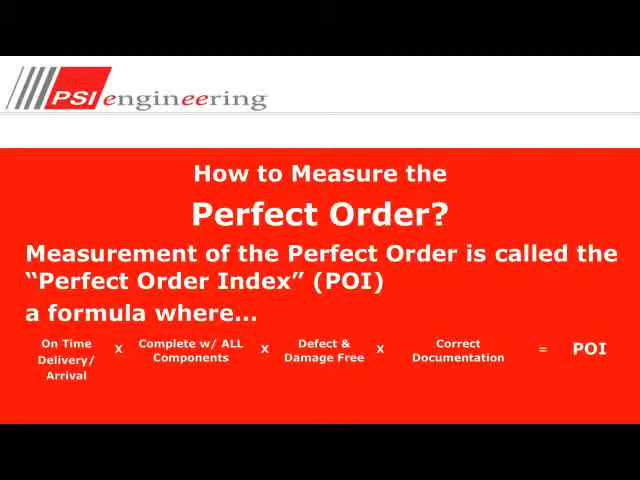 PSI engineering
How to Measure the
Perfect Order?
Measurement of the Perfect Order is called the
“Perfect Order Index” (POI)
a formula where...
On Time Delivery/ Arrival X Complete w/ ALL Components X Defect & Damage Free X Correct Documentation = POI